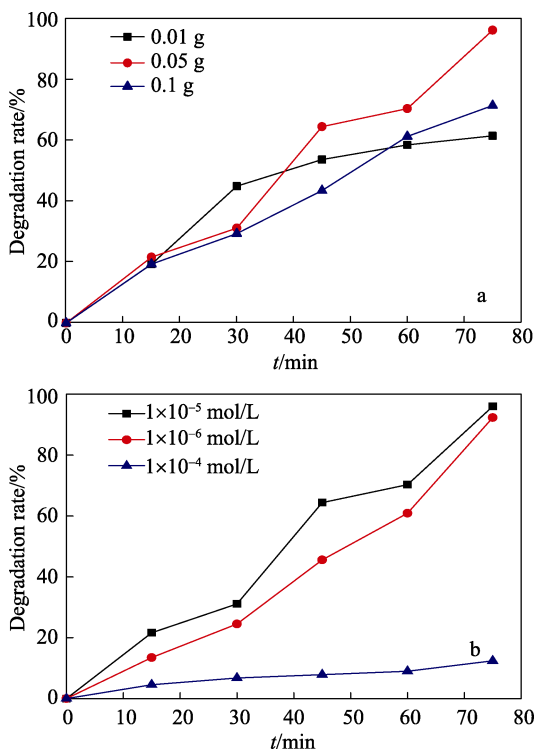 100
80
60
40
20
0
Degradation rate/%
0.01 g
0.05 g
0.1 g
a
0 10 20 30 40 50 60 70 80
t/min
100
80
60
40
20
0
Degradation rate/%
1×10⁻⁵ mol/L
1×10⁻⁶ mol/L
1×10⁻⁴ mol/L
b
0 10 30 30 40 50 60 70 80
t/min